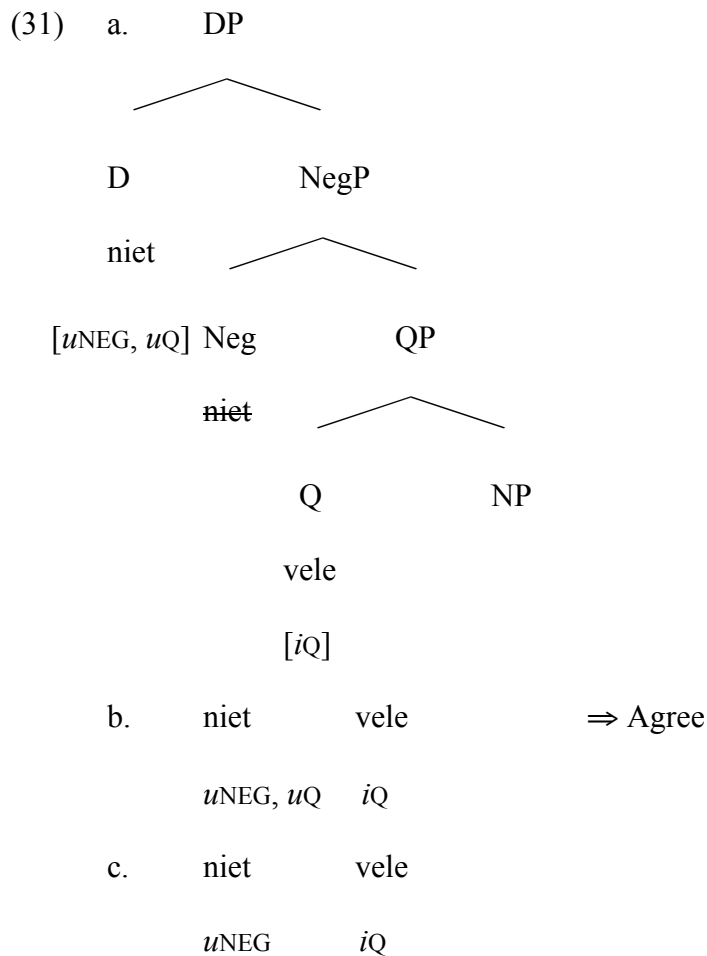 (31) a. DP
D NegP
niet
[uNEG, uQ] Neg QP
niet
Q NP
vele
[iQ]
b. niet vele ⇒ Agree
uNEG, uQ iQ
c. niet vele
uNEG iQ